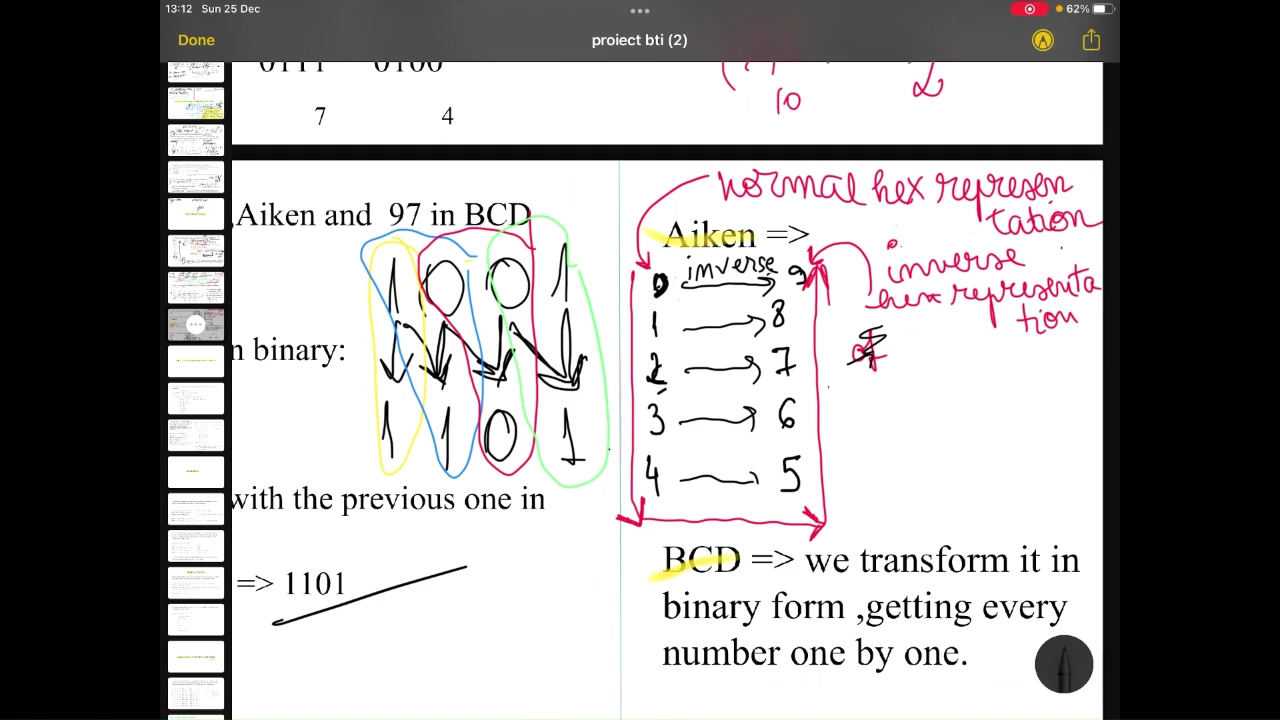 13:12 Sun 25 Dec
62%
Done
proiect bti (2)
0111 0100
7 4
10
2
,Aiken and 97 in BCD
1 0 0 1
n binary:
1 1 0 1
with the previous one in
=> 1101
normal hex represen
tation
Aiken =>
inverse
0 9
1 8
2 7
3 6
4 5
inverse
hex representa
tion
BCD => we transform it in
binary form ,getting every
number one by one.